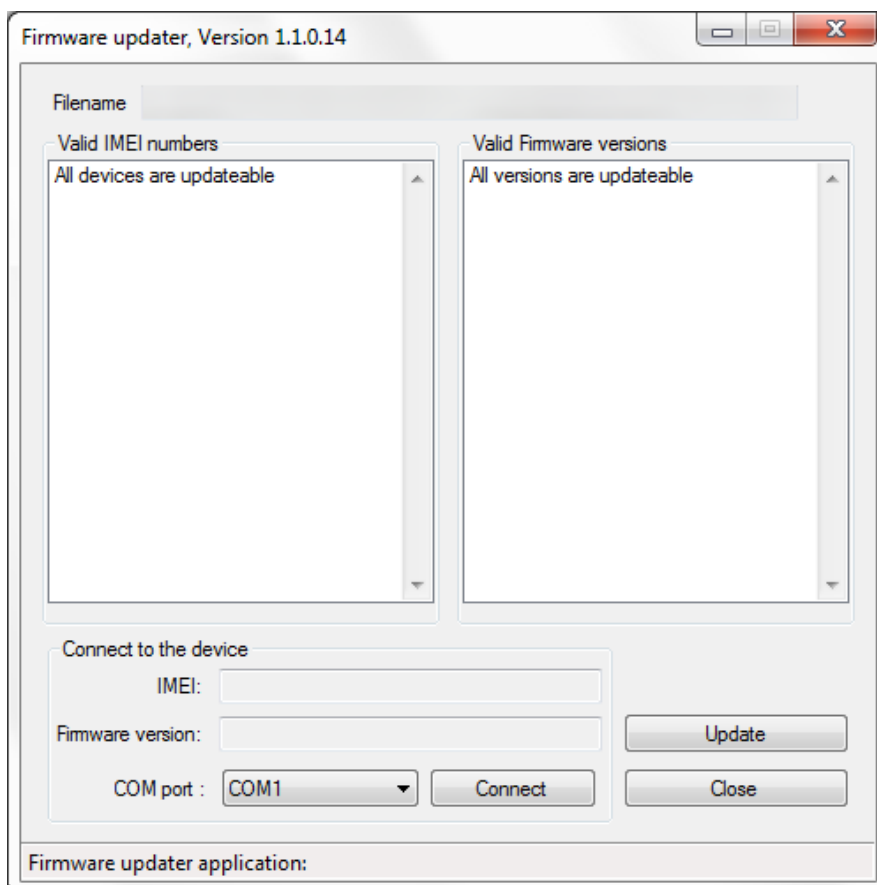 Firmware updater, Version 1.1.0.14
Filename
Valid IMEI numbers
Valid Firmware versions
All devices are updateable
All versions are updateable
Connect to the device
IMEI:
Firmware version:
Update
COM port :
COM1
Connect
Close
Firmware updater application: